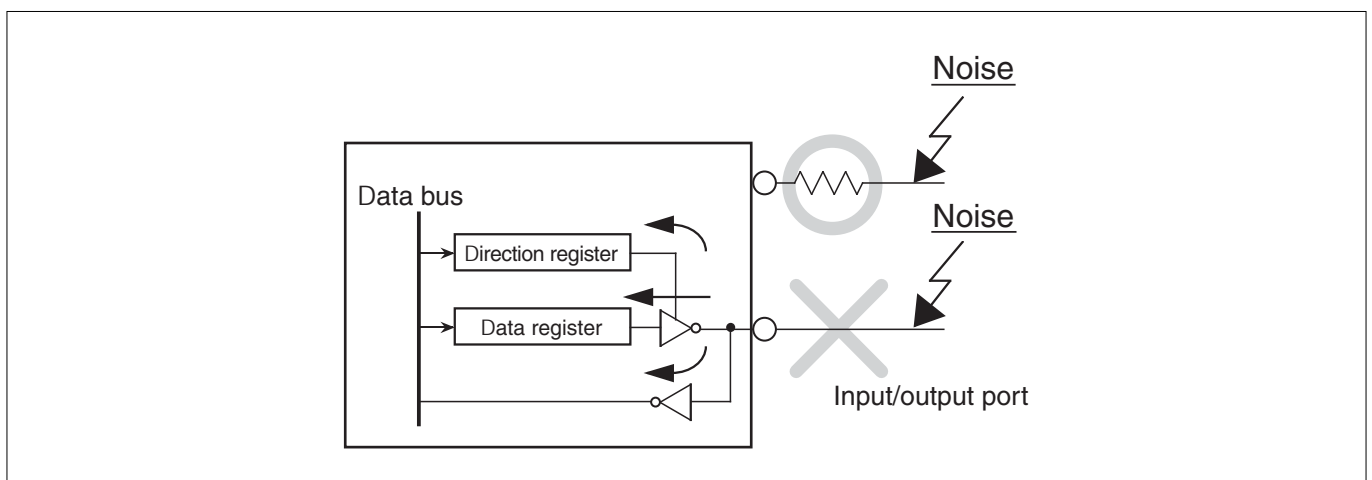 Noise
Data bus
Noise
Direction register
Data register
Input/output port